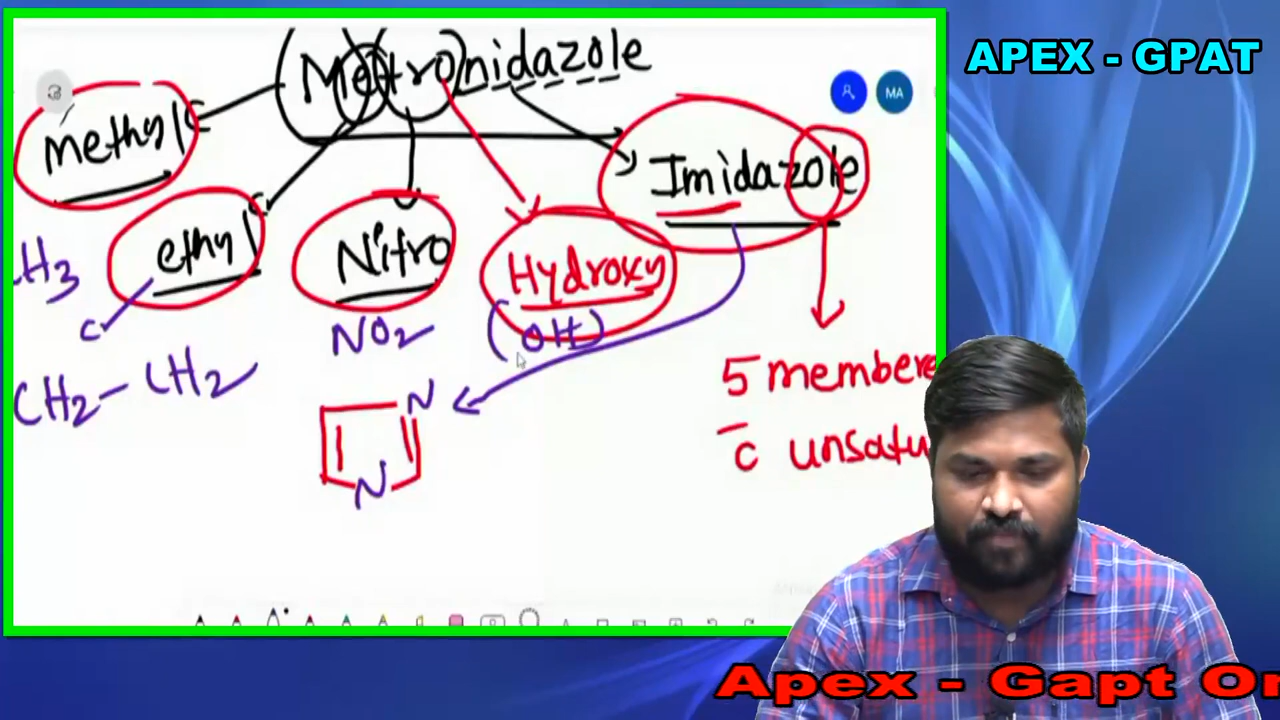 APEX - GPAT
Metronidazole
MA
Methyl
Imidazole
ethyl
Nitro
Hydroxy
H3
NO2
(OH)
CH2-CH2
N
N
5 membere
c unsatu
Apex - Gapt On